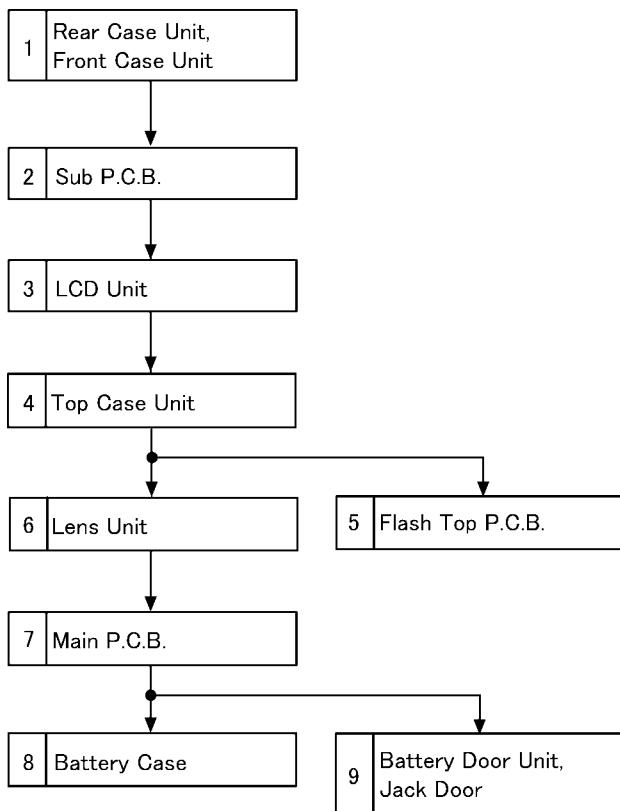 1
Rear Case Unit,
Front Case Unit
2
Sub P.C.B.
3
LCD Unit
4
Top Case Unit
6
Lens Unit
5
Flash Top P.C.B.
7
Main P.C.B.
8
Battery Case
9
Battery Door Unit,
Jack Door